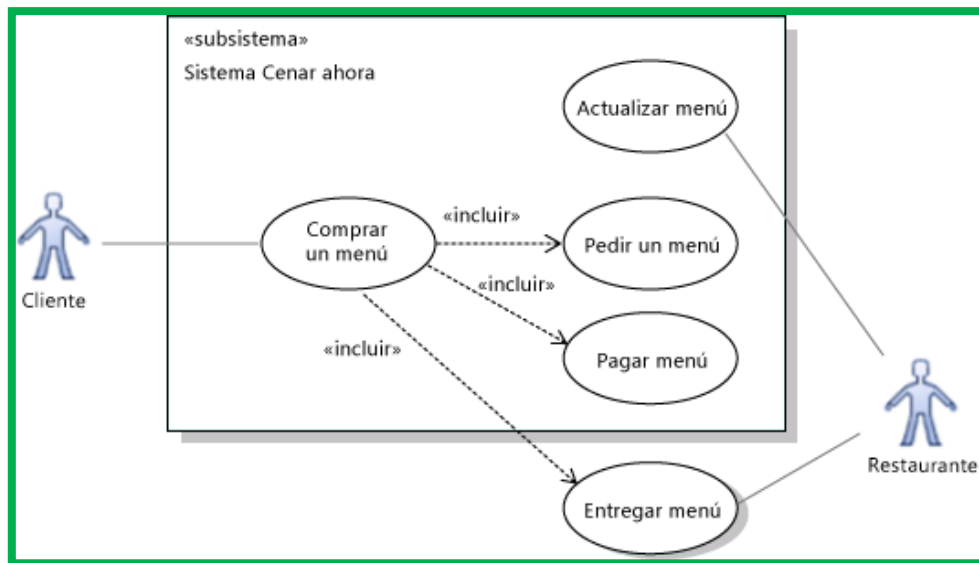 «subsistema»
Sistema Cenar ahora
Actualizar menú
Comprar
un menú
«incluir»
Pedir un menú
«incluir»
Cliente
«incluir»
Pagar menú
Restaurante
Entregar menú